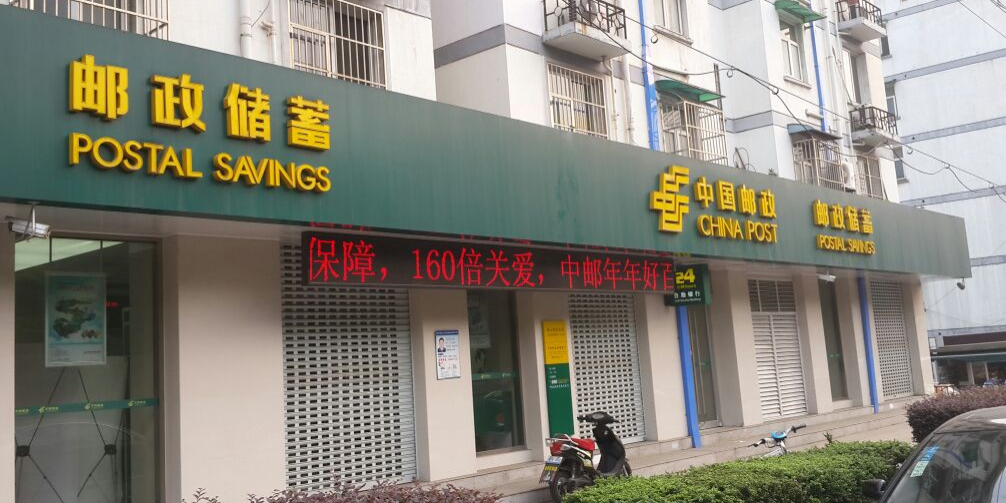 邮政储蓄
POSTAL SAVINGS
中国邮政
CHINA POST
邮政储蓄
POSTAL SAVINGS
保障，160倍关爱，中邮年年好百
24